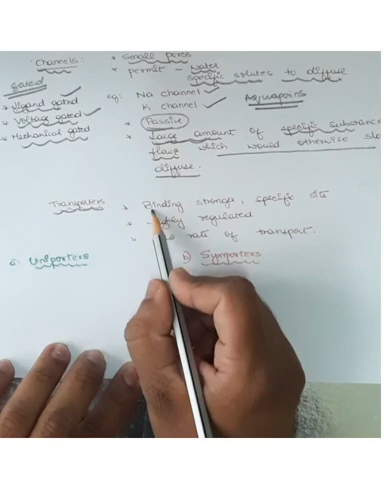 Channels: * Small pores
* permit - Water
specific solutes to diffuse
Gated
* Ligand gated
* Voltage gated
* Mechanical gated
eg: Na channel
K channel
Aquapores
* Passive
* Large amount of specific substance
flows which would otherwise
diffuse.
Transporters * Binding stronger, specific
* regulated
* rate of transport.
a) Uniporters b) Symporters